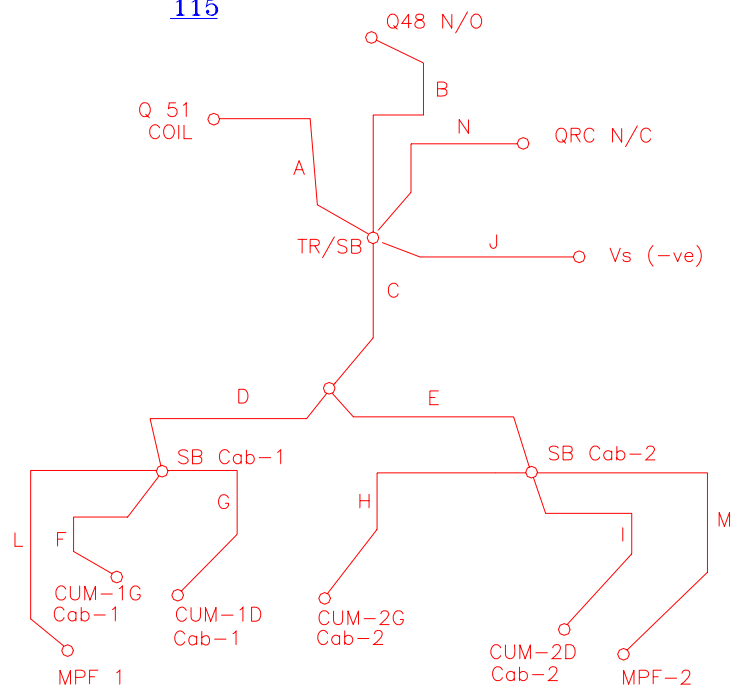 115
Q48 N/O
B
Q 51
COIL
N
QRC N/C
A
TR/SB
J
Vs (-ve)
C
D
E
SB Cab-1
SB Cab-2
G
H
L
F
I
M
CUM-1G
Cab-1
CUM-1D
Cab-1
CUM-2G
Cab-2
CUM-2D
Cab-2
MPF 1
MPF-2